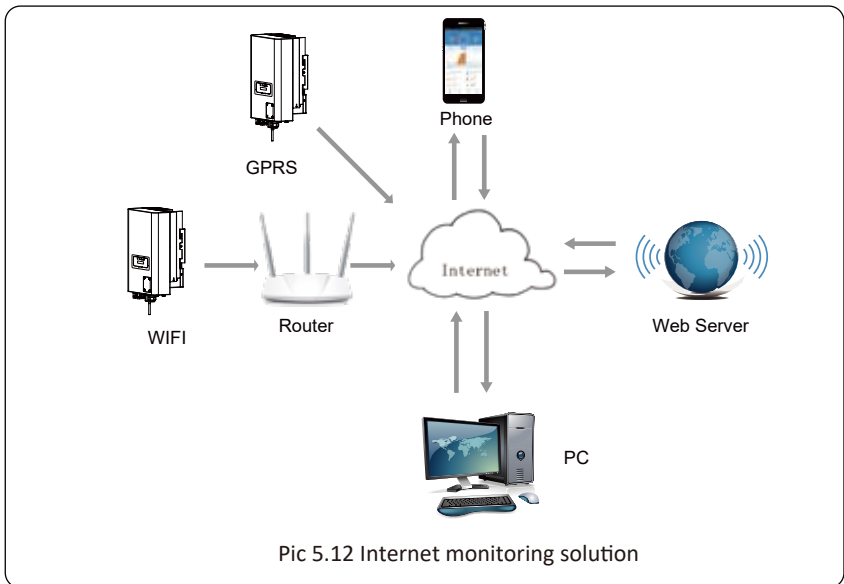 Phone
GPRS
Internet
WIFI
Router
Web Server
PC
Pic 5.12 Internet monitoring solution